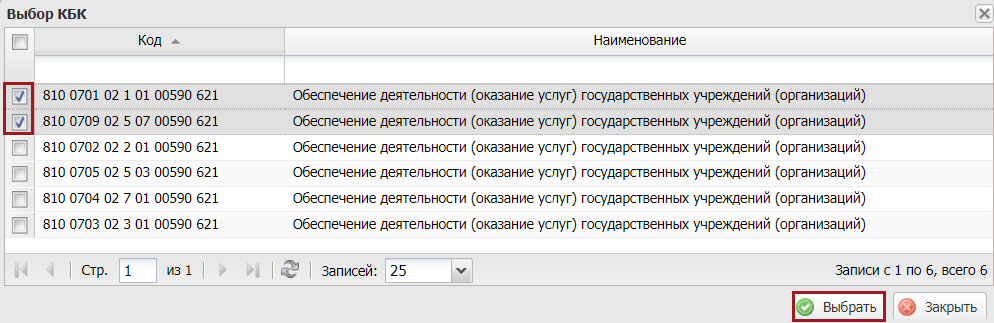 Выбор КБК
Код Наименование
810 0701 02 1 01 00590 621 Обеспечение деятельности (оказание услуг) государственных учреждений (организаций)
810 0709 02 5 07 00590 621 Обеспечение деятельности (оказание услуг) государственных учреждений (организаций)
810 0702 02 2 01 00590 621 Обеспечение деятельности (оказание услуг) государственных учреждений (организаций)
810 0705 02 5 03 00590 621 Обеспечение деятельности (оказание услуг) государственных учреждений (организаций)
810 0704 02 7 01 00590 621 Обеспечение деятельности (оказание услуг) государственных учреждений (организаций)
810 0703 02 3 01 00590 621 Обеспечение деятельности (оказание услуг) государственных учреждений (организаций)
Стр. 1 из 1 Записей: 25 Записи с 1 по 6, всего 6
Выбрать Закрыть